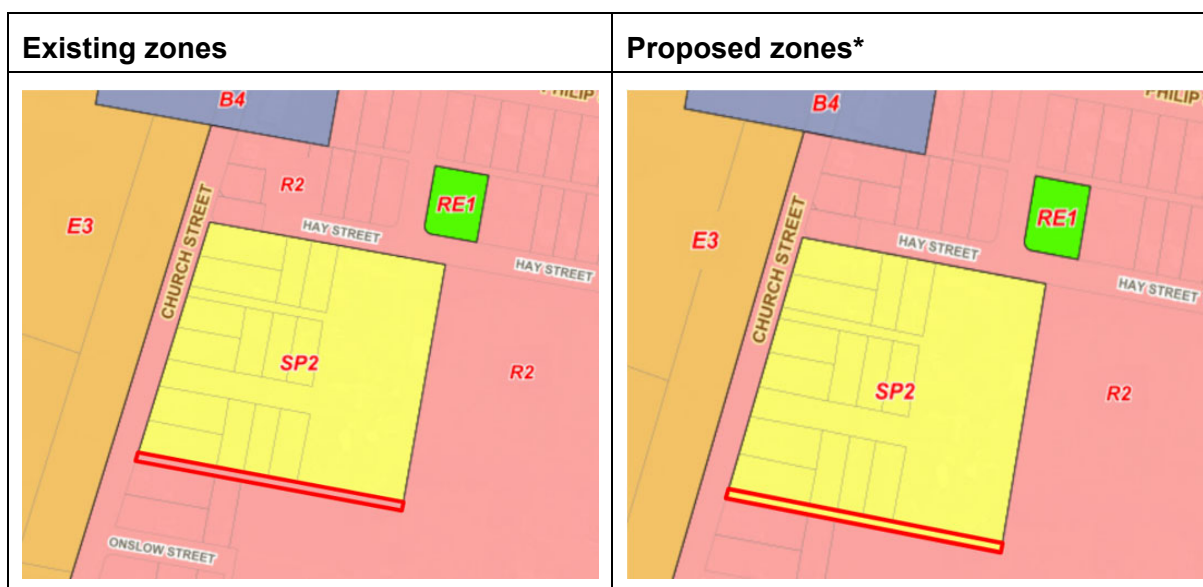 Existing zones
Proposed zones*
B4
PHILIP
R2
RE1
E3
CHURCH STREET
HAY STREET
HAY STREET
SP2
R2
ONSLOW STREET
B4
PHILIP
RE1
E3
CHURCH STREET
HAY STREET
HAY STREET
SP2
R2